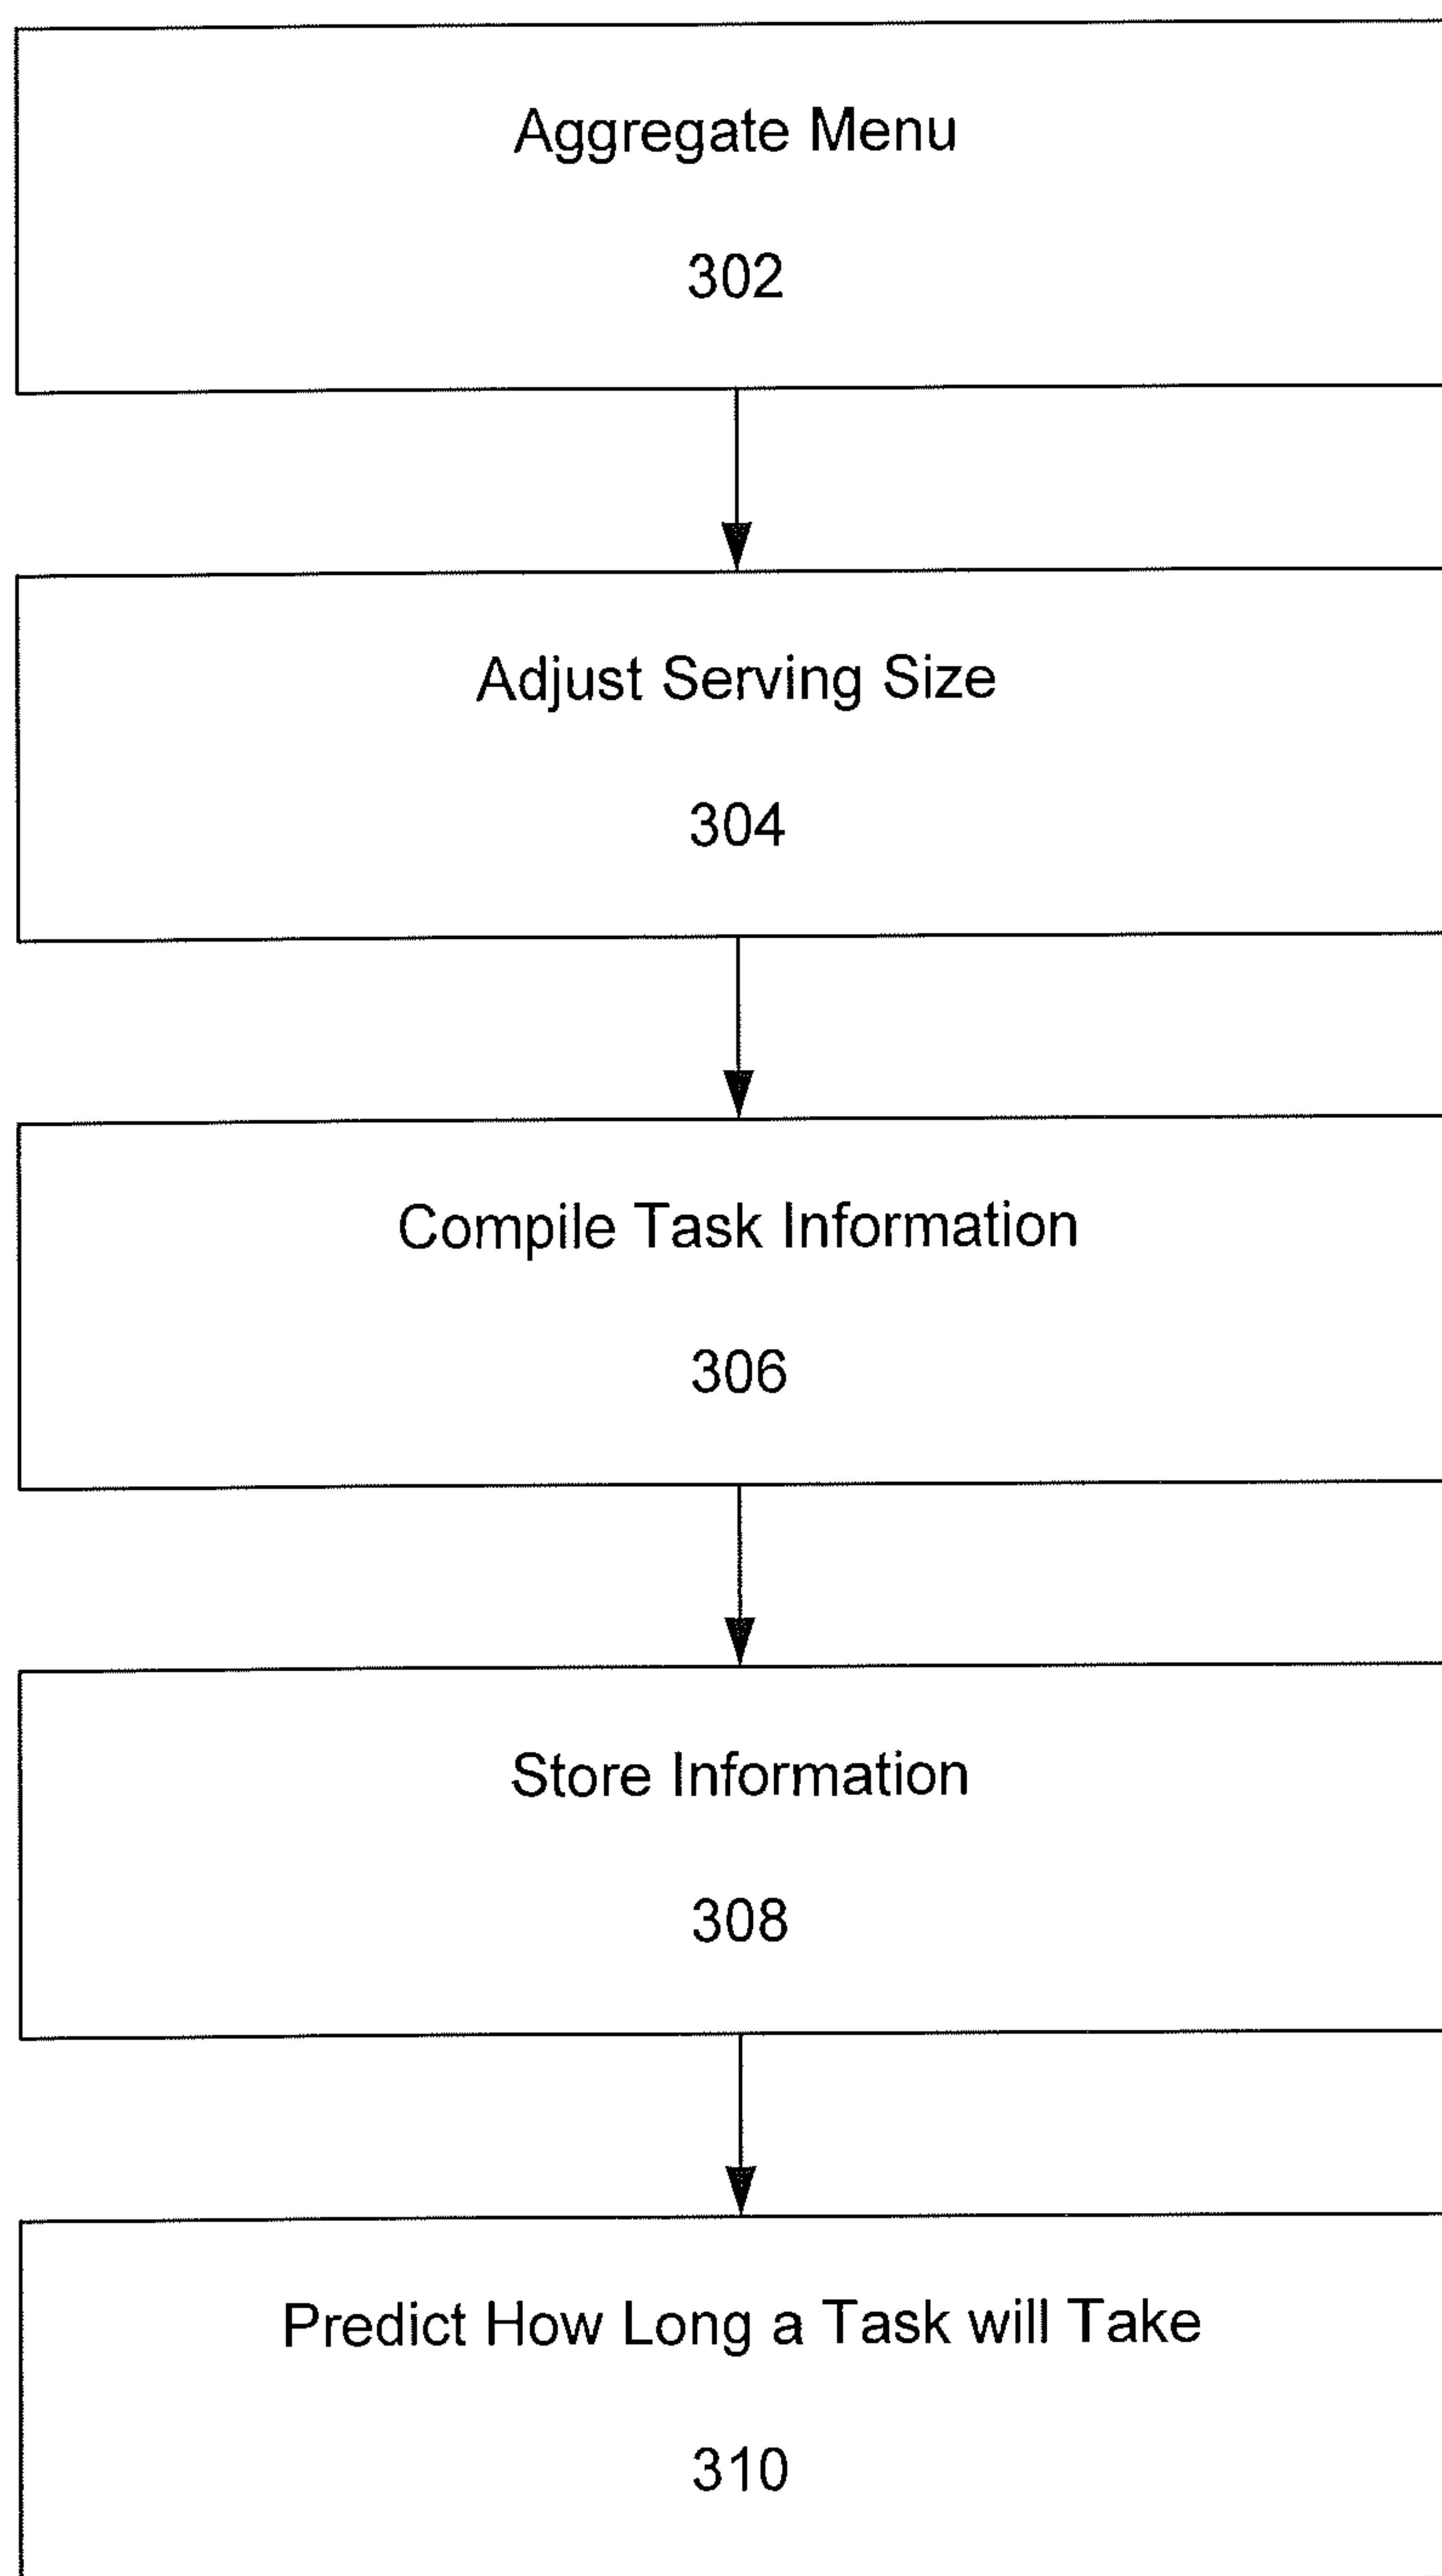 Aggregate Menu
302
Adjust Serving Size
304
Compile Task Information
306
Store Information
308
Predict How Long a Task will Take
310